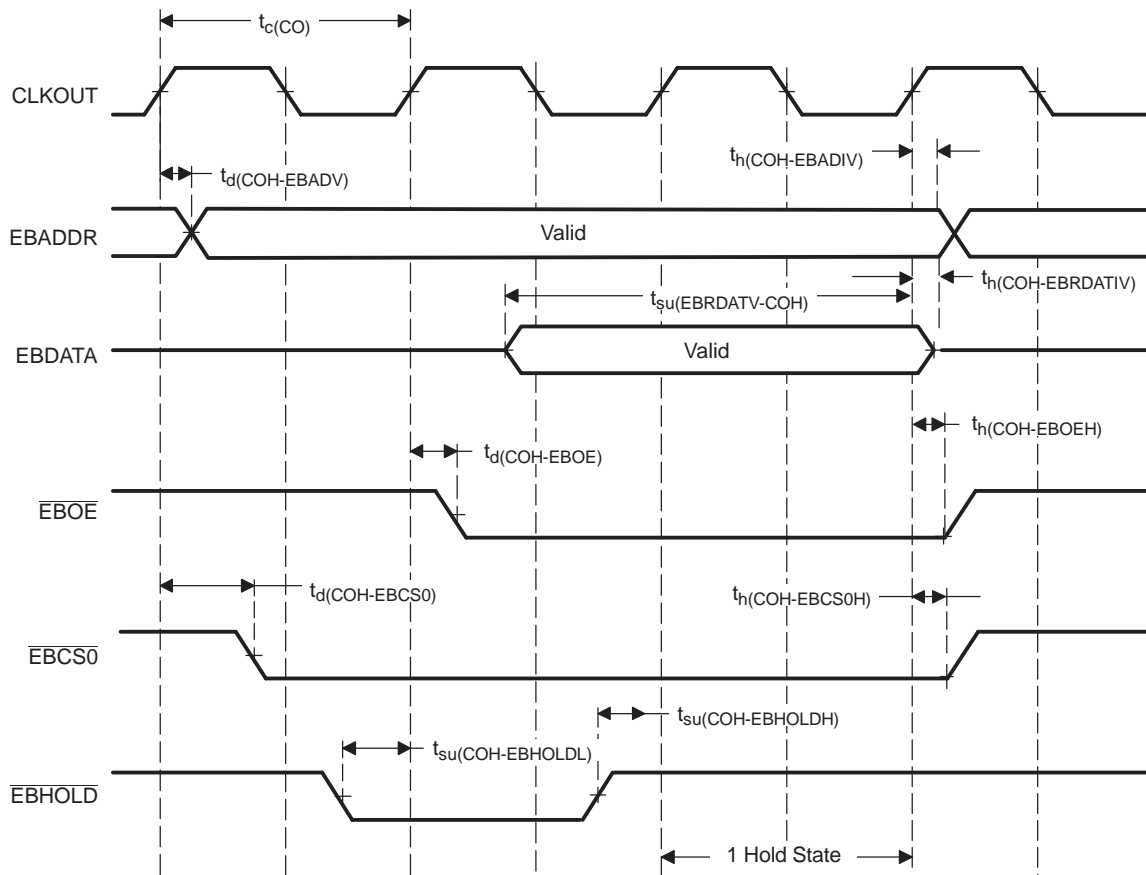 tc(CO)
CLKOUT
th(COH-EBADIV)
td(COH-EBADV)
EBADDR
Valid
th(COH-EBRDATIV)
tsu(EBRDATV-COH)
EBDATA
Valid
th(COH-EBOEH)
td(COH-EBOE)
EBOE
td(COH-EBCS0)
th(COH-EBCS0H)
EBCS0
tsu(COH-EBHOLDH)
tsu(COH-EBHOLDL)
EBHOLD
1 Hold State